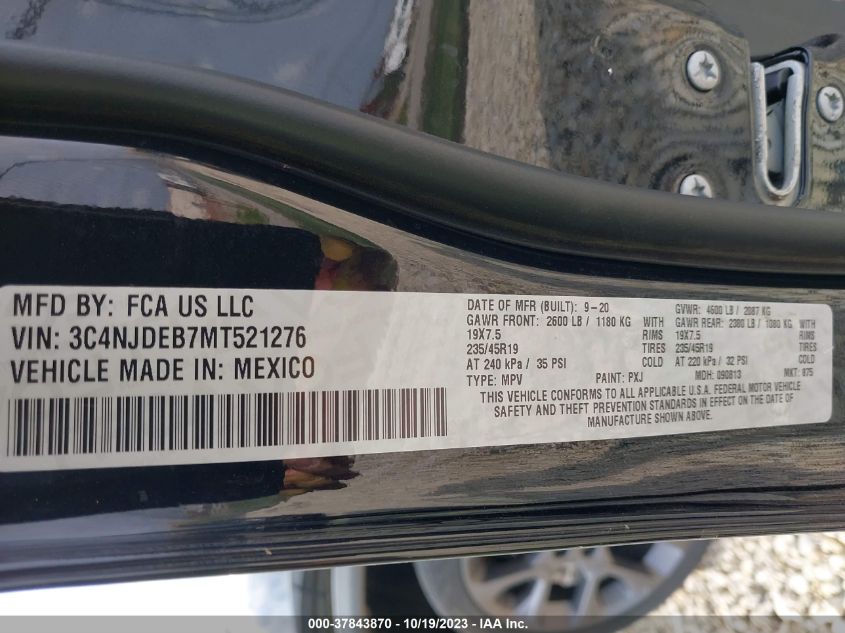 MFD BY: FCA US LLC
VIN: 3C4NJDEB7MT521276
VEHICLE MADE IN: MEXICO
DATE OF MFR (BUILT): 9-20 GVWR: 4600 LB / 2087 KG
GAWR FRONT: 2600 LB / 1180 KG GAWR REAR: 2380 LB / 1080 KG
19X7.5 RIMS 19X7.5 RIMS
235/45R19 TIRES 235/45R19 TIRES
AT 240 kPa / 35 PSI COLD AT 220 kPa / 32 PSI COLD
TYPE: MPV PAINT: PXJ MDH: 090813 MKT: 875
THIS VEHICLE CONFORMS TO ALL APPLICABLE U.S.A. FEDERAL MOTOR VEHICLE
SAFETY AND THEFT PREVENTION STANDARDS IN EFFECT ON THE DATE OF
MANUFACTURE SHOWN ABOVE.
000-37843870 - 10/19/2023 - IAA Inc.